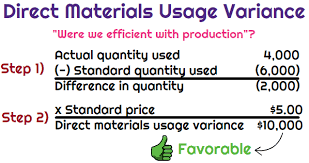 Direct Materials Usage Variance
"Were we efficient with production"?
Actual quantity used 4,000
Step 1) (-) Standard quantity used (6,000)
Difference in quantity (2,000)
Step 2) x Standard price $5.00
Direct materials usage variance $10,000
Favorable